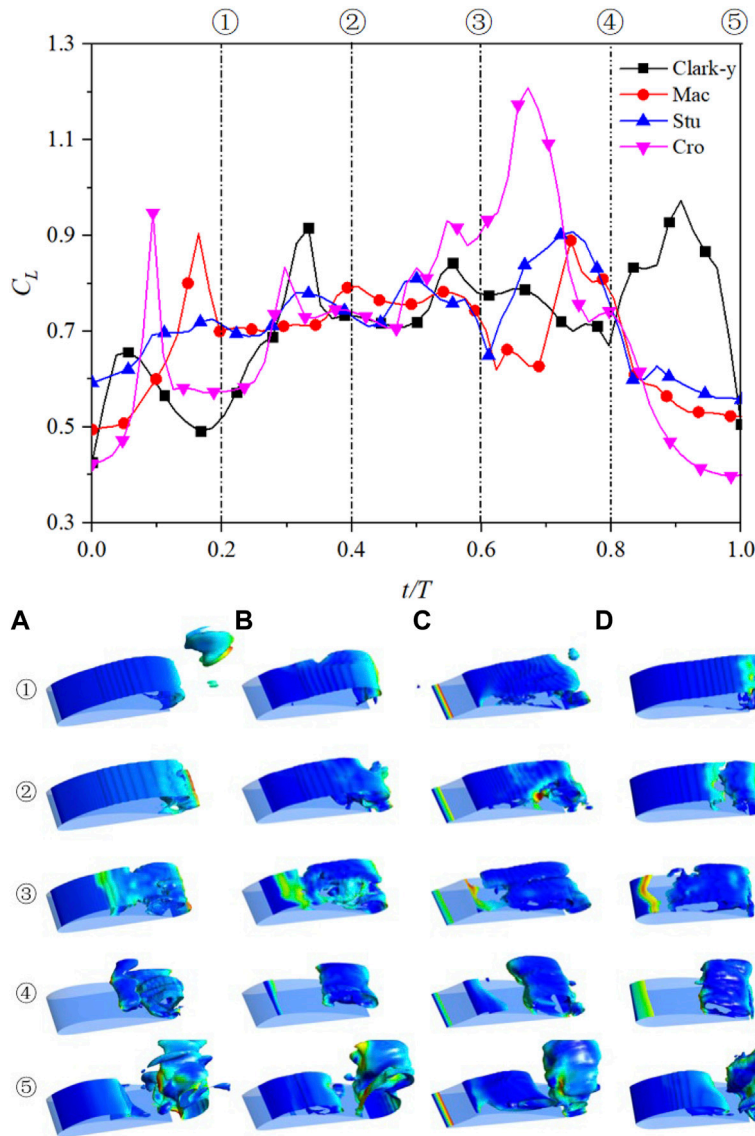 ① ② ③ ④ ⑤
1.3
1.1
0.9
0.7
0.5
0.3
C_L
Clark-y
Mac
Stu
Cro
0.0 0.2 0.4 0.6 0.8 1.0
t/T
A B C D
①
②
③
④
⑤